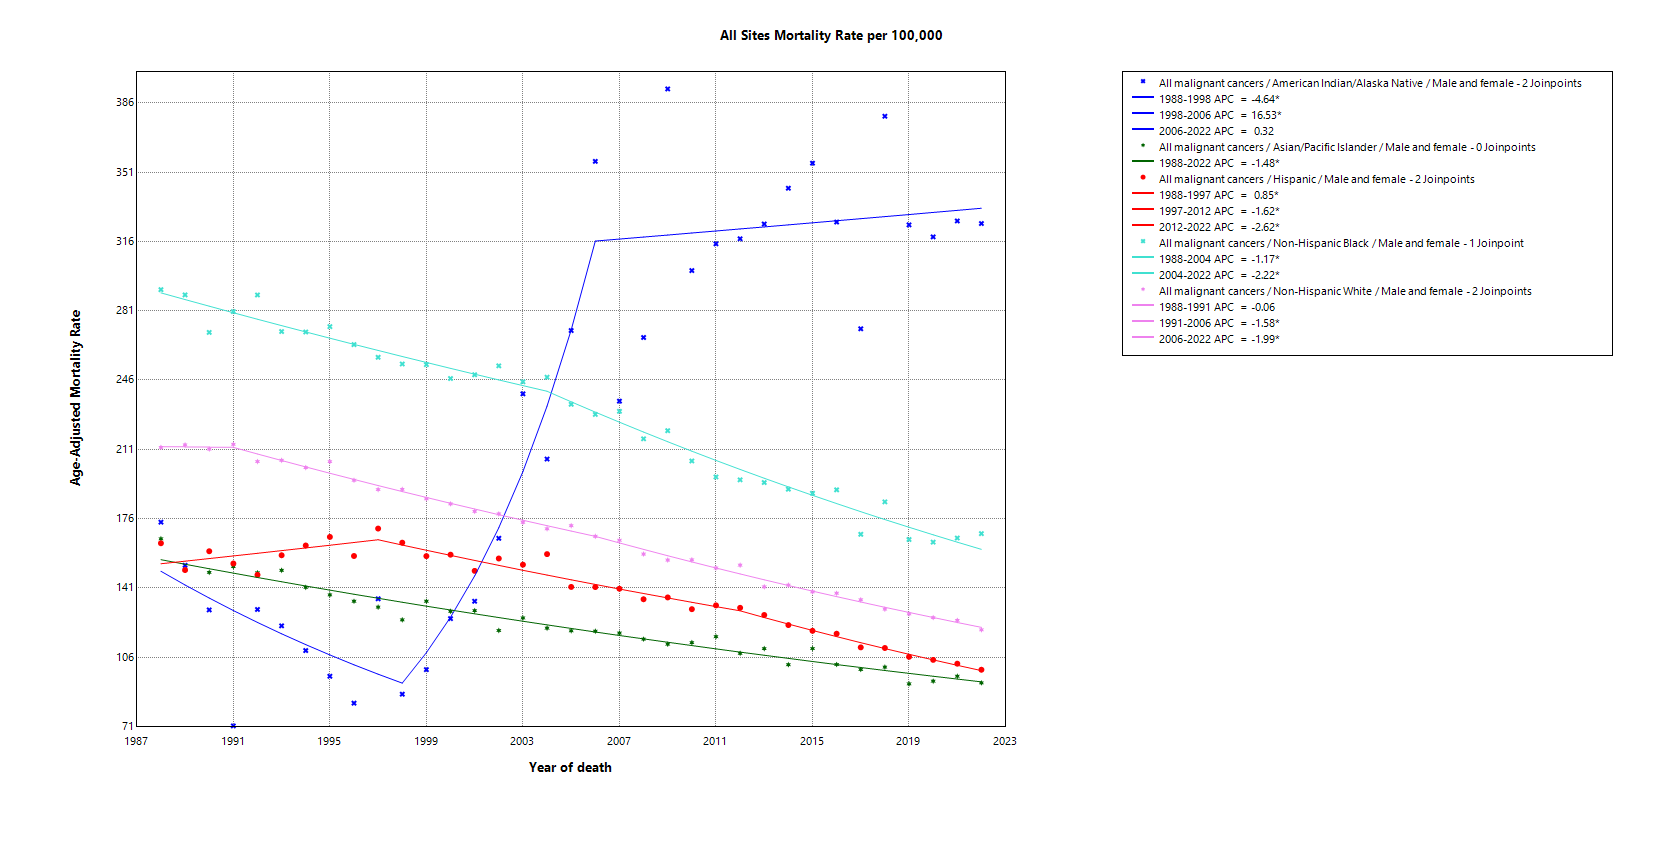 All Sites Mortality Rate per 100,000
Age-Adjusted Mortality Rate
386
351
316
281
246
211
176
141
106
71
1987 1991 1995 1999 2003 2007 2011 2015 2019 2023
Year of death
All malignant cancers / American Indian/Alaska Native / Male and female - 2 Joinpoints
1988-1998 APC = -4.64*
1998-2006 APC = 16.53*
2006-2022 APC = 0.32
All malignant cancers / Asian/Pacific Islander / Male and female - 0 Joinpoints
1988-2022 APC = -1.48*
All malignant cancers / Hispanic / Male and female - 2 Joinpoints
1988-1997 APC = 0.85*
1997-2012 APC = -1.62*
2012-2022 APC = -2.62*
All malignant cancers / Non-Hispanic Black / Male and female - 1 Joinpoint
1988-2004 APC = -1.17*
2004-2022 APC = -2.22*
All malignant cancers / Non-Hispanic White / Male and female - 2 Joinpoints
1988-1991 APC = -0.06
1991-2006 APC = -1.58*
2006-2022 APC = -1.99*